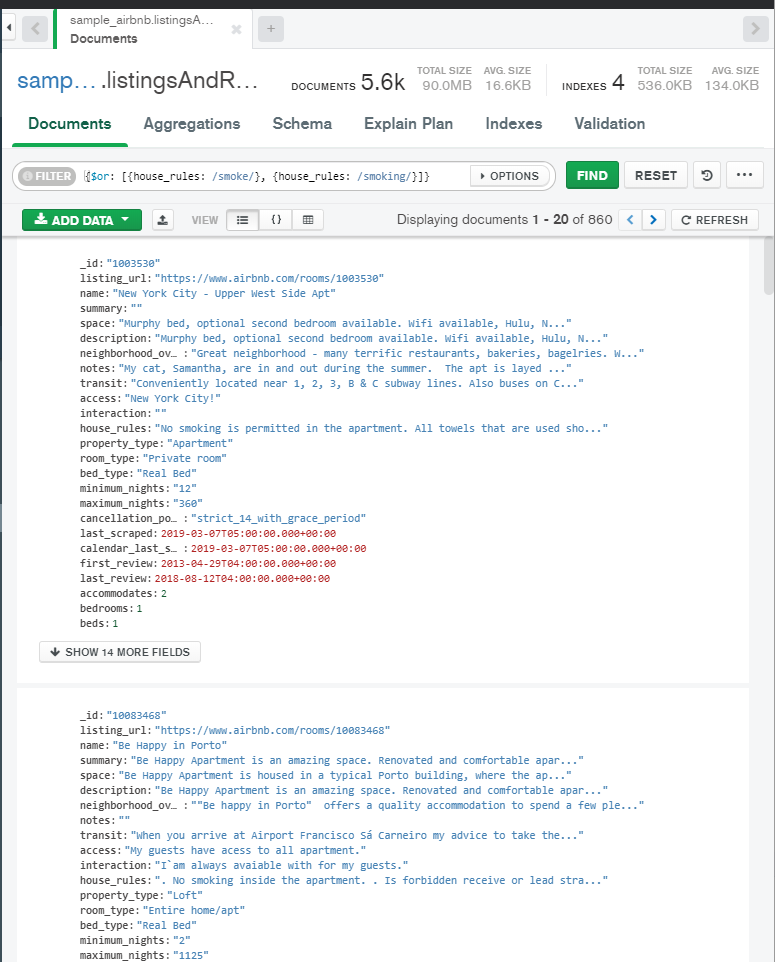 sample_airbnb.listingsA...
Documents
samp... .listingsAndR...
DOCUMENTS 5.6k
TOTAL SIZE 90.0MB
AVG. SIZE 16.6KB
INDEXES 4
TOTAL SIZE 536.0KB
AVG. SIZE 134.0KB
Documents Aggregations Schema Explain Plan Indexes Validation
FILTER {$or: [{house_rules: /smoke/}, {house_rules: /smoking/}]} OPTIONS FIND RESET ...
ADD DATA VIEW {} Displaying documents 1 - 20 of 860 < > REFRESH
_id: "1003530"
listing_url: "https://www.airbnb.com/rooms/1003530"
name: "New York City - Upper West Side Apt"
summary: ""
space: "Murphy bed, optional second bedroom available. Wifi available, Hulu, N..."
description: "Murphy bed, optional second bedroom available. Wifi available, Hulu, N..."
neighborhood_ov… : "Great neighborhood - many terrific restaurants, bakeries, bagelries. W..."
notes: "My cat, Samantha, are in and out during the summer.  The apt is layed ..."
transit: "Conveniently located near 1, 2, 3, B & C subway lines. Also buses on C..."
access: "New York City!"
interaction: ""
house_rules: "No smoking is permitted in the apartment. All towels that are used sho..."
property_type: "Apartment"
room_type: "Private room"
bed_type: "Real Bed"
minimum_nights: "12"
maximum_nights: "360"
cancellation_po… : "strict_14_with_grace_period"
last_scraped: 2019-03-07T05:00:00.000+00:00
calendar_last_s… : 2019-03-07T05:00:00.000+00:00
first_review: 2013-04-29T04:00:00.000+00:00
last_review: 2018-08-12T04:00:00.000+00:00
accommodates: 2
bedrooms: 1
beds: 1
SHOW 14 MORE FIELDS
_id: "10083468"
listing_url: "https://www.airbnb.com/rooms/10083468"
name: "Be Happy in Porto"
summary: "Be Happy Apartment is an amazing space. Renovated and comfortable apar..."
space: "Be Happy Apartment is housed in a typical Porto building, where the ap..."
description: "Be Happy Apartment is an amazing space. Renovated and comfortable apar..."
neighborhood_ov… : ""Be happy in Porto"  offers a quality accommodation to spend a few ple..."
notes: ""
transit: "When you arrive at Airport Francisco Sá Carneiro my advice to take the..."
access: "My guests have acess to all apartment."
interaction: "I`am always avaiable with for my guests."
house_rules: ". No smoking inside the apartment. . Is forbidden receive or lead stra..."
property_type: "Loft"
room_type: "Entire home/apt"
bed_type: "Real Bed"
minimum_nights: "2"
maximum_nights: "1125"